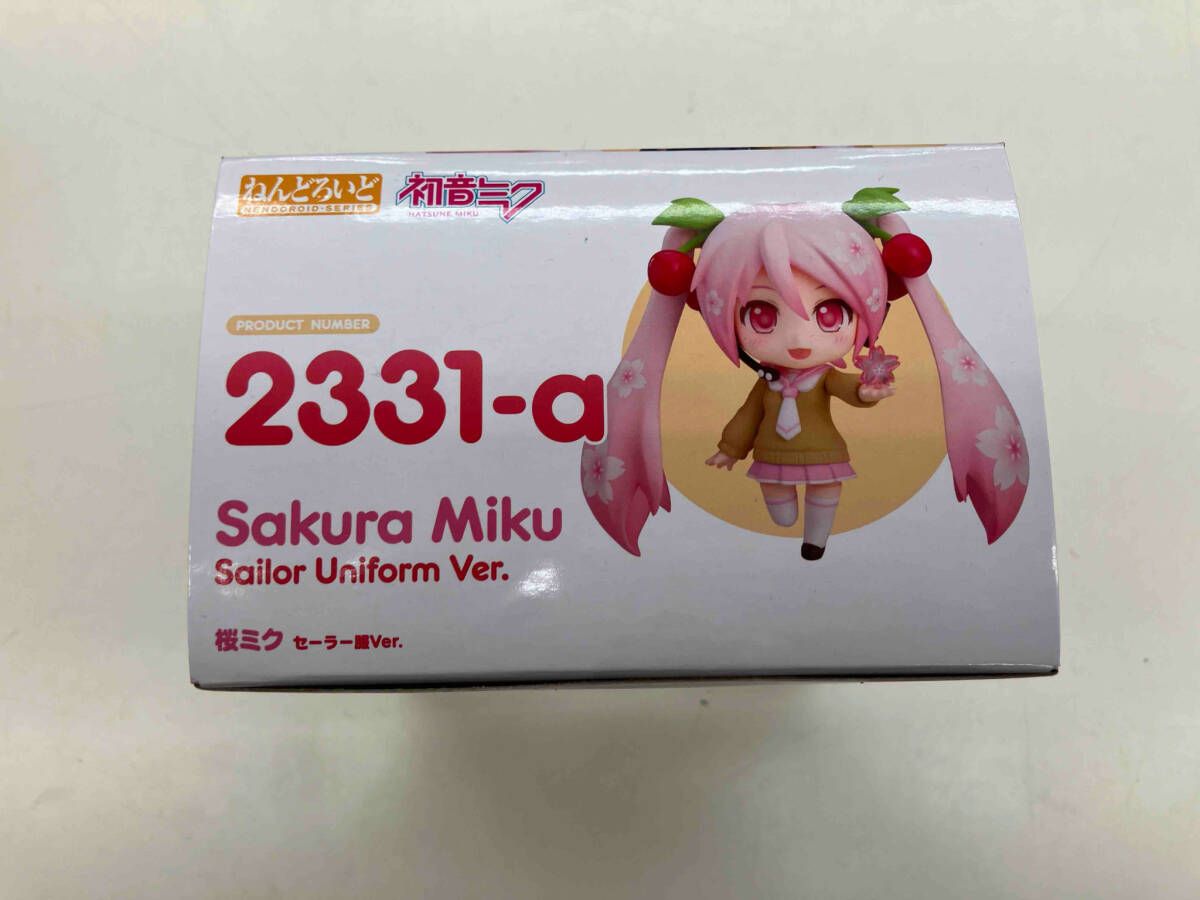 ねんどろいど
NENDOROID・SERIES
初音ミク
HATSUNE MIKU
PRODUCT NUMBER
2331-a
Sakura Miku
Sailor Uniform Ver.
桜ミク セーラー服Ver.